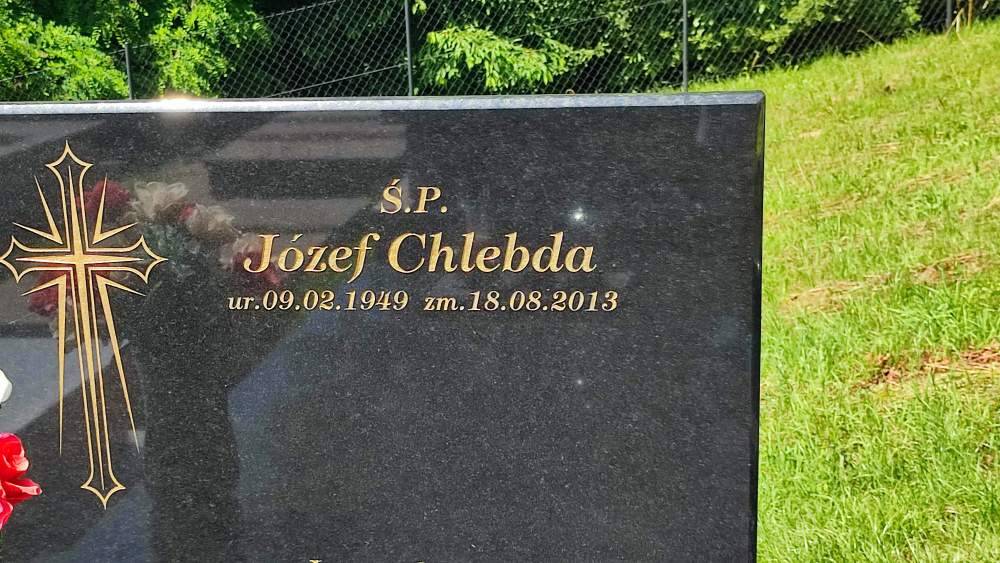 Ś.P.
Józef Chlebda
ur.09.02.1949 zm.18.08.2013